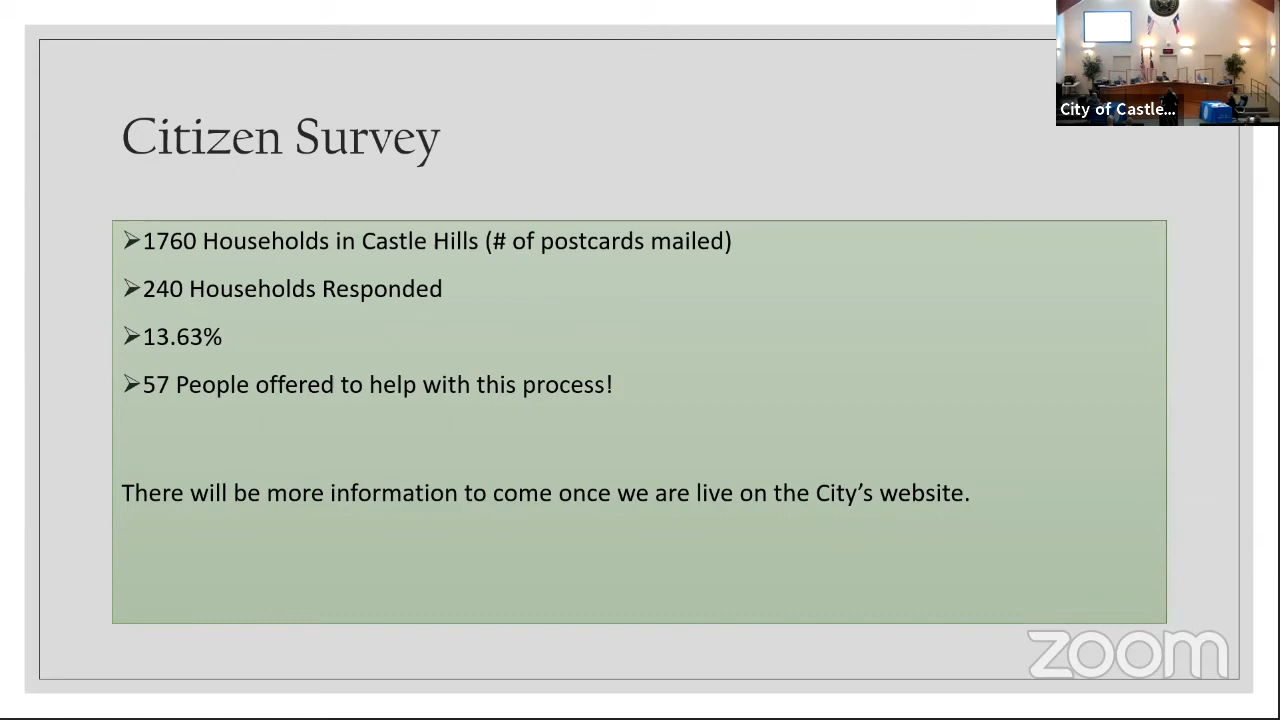 City of Castle...
Citizen Survey
➢1760 Households in Castle Hills (# of postcards mailed)
➢240 Households Responded
➢13.63%
➢57 People offered to help with this process!
There will be more information to come once we are live on the City’s website.
zoom